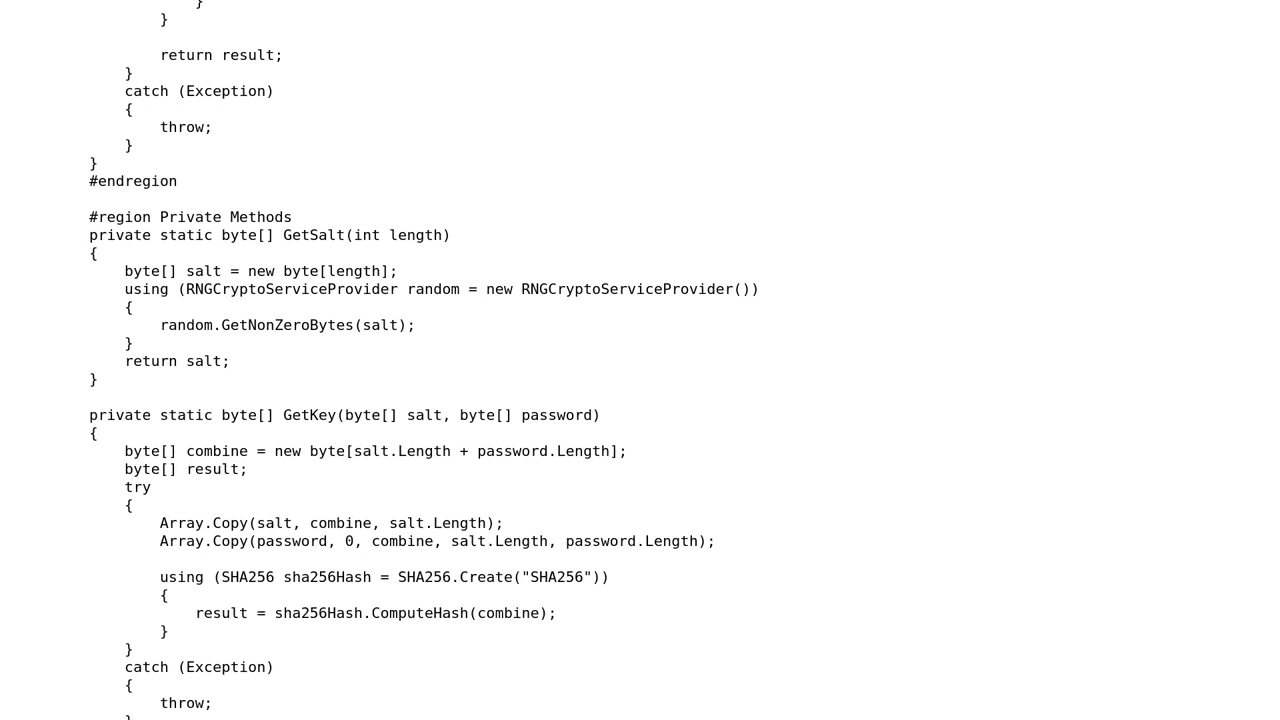 }
}
return result;
}
catch (Exception)
{
throw;
}
}
#endregion
#region Private Methods
private static byte[] GetSalt(int length)
{
byte[] salt = new byte[length];
using (RNGCryptoServiceProvider random = new RNGCryptoServiceProvider())
{
random.GetNonZeroBytes(salt);
}
return salt;
}
private static byte[] GetKey(byte[] salt, byte[] password)
{
byte[] combine = new byte[salt.Length + password.Length];
byte[] result;
try
{
Array.Copy(salt, combine, salt.Length);
Array.Copy(password, 0, combine, salt.Length, password.Length);
using (SHA256 sha256Hash = SHA256.Create("SHA256"))
{
result = sha256Hash.ComputeHash(combine);
}
}
catch (Exception)
{
throw;
}